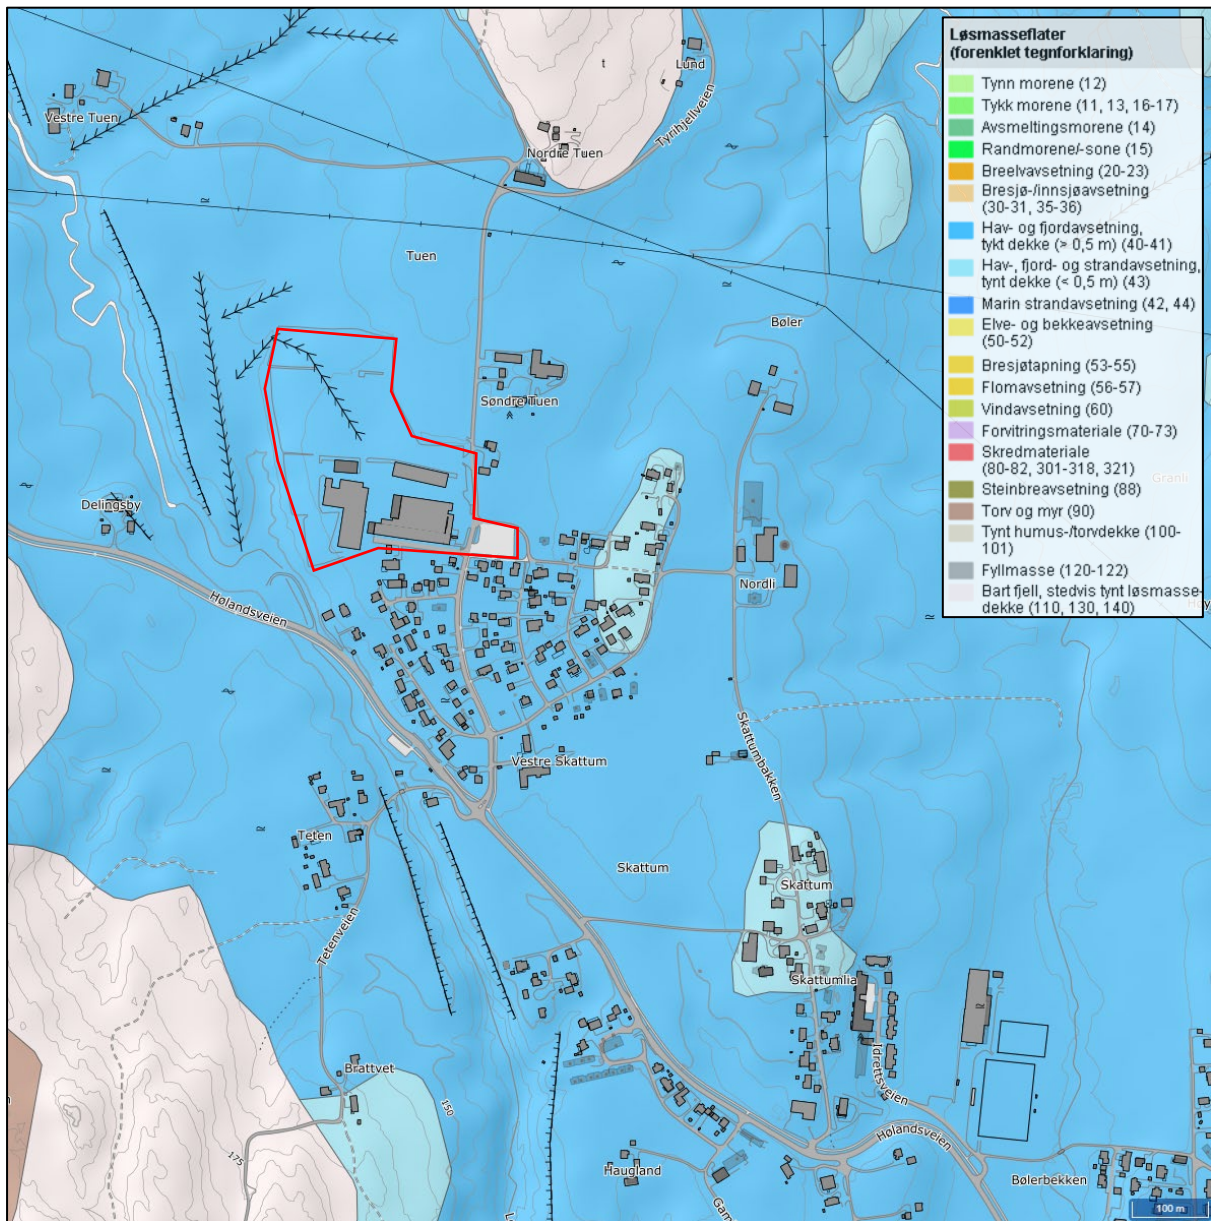 Løsmasseflater
(forenklet tegnforklaring)
Tynn morene (12)
Tykk morene (11, 13, 16-17)
Avsmeltingsmorene (14)
Randmorene/-sone (15)
Breelvavsetning (20-23)
Bresjø-/innsjøavsetning
(30-31, 35-36)
Hav- og fjordavsetning,
tykt dekke (> 0,5 m) (40-41)
Hav-, fjord- og strandavsetning,
tynt dekke (< 0,5 m) (43)
Marin strandavsetning (42, 44)
Elve- og bekkeavsetning
(50-52)
Bresjøtapning (53-55)
Flomavsetning (56-57)
Vindavsetning (60)
Forvitringsmateriale (70-73)
Skredmateriale
(80-82, 301-318, 321)
Steinbreavsetning (88)
Torv og myr (90)
Tynt humus-/torvdekke (100-
101)
Fyllmasse (120-122)
Bart fjell, stedvis tynt løsmasse-
dekke (110, 130, 140)
Lund
Vestre Tuen
Tyrihjellveien
Nordre Tuen
Tuen
Bøler
Søndre Tuen
Granli
Delingsby
Nordli
Hølandsveien
Skattumbakken
Vestre Skattum
Teten
Skattum
Skattum
Tetenveien
Skattumlia
Idrettsveien
Brattvet
150
175
Hølandsveien
Haugland
Bølerbekken
100 m